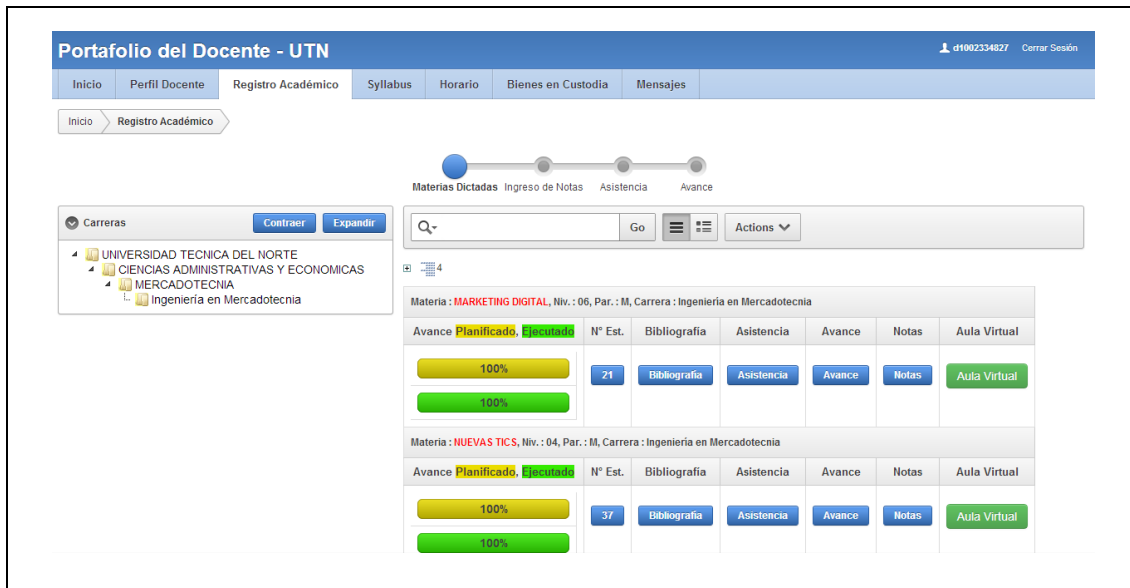 Portafolio del Docente - UTN
d1002334827 Cerrar Sesión
Inicio Perfil Docente Registro Académico Syllabus Horario Bienes en Custodia Mensajes
Inicio Registro Académico
Materias Dictadas Ingreso de Notas Asistencia Avance
Carreras Contraer Expandir
UNIVERSIDAD TECNICA DEL NORTE
CIENCIAS ADMINISTRATIVAS Y ECONOMICAS
MERCADOTECNIA
Ingeniería en Mercadotecnia
Go Actions
4
Materia : MARKETING DIGITAL, Niv. : 06, Par. : M, Carrera : Ingeniería en Mercadotecnia
Avance Planificado, Ejecutado N° Est. Bibliografía Asistencia Avance Notas Aula Virtual
100%
21 Bibliografía Asistencia Avance Notas Aula Virtual
100%
Materia : NUEVAS TICS, Niv. : 04, Par. : M, Carrera : Ingeniería en Mercadotecnia
Avance Planificado, Ejecutado N° Est. Bibliografía Asistencia Avance Notas Aula Virtual
100%
37 Bibliografía Asistencia Avance Notas Aula Virtual
100%